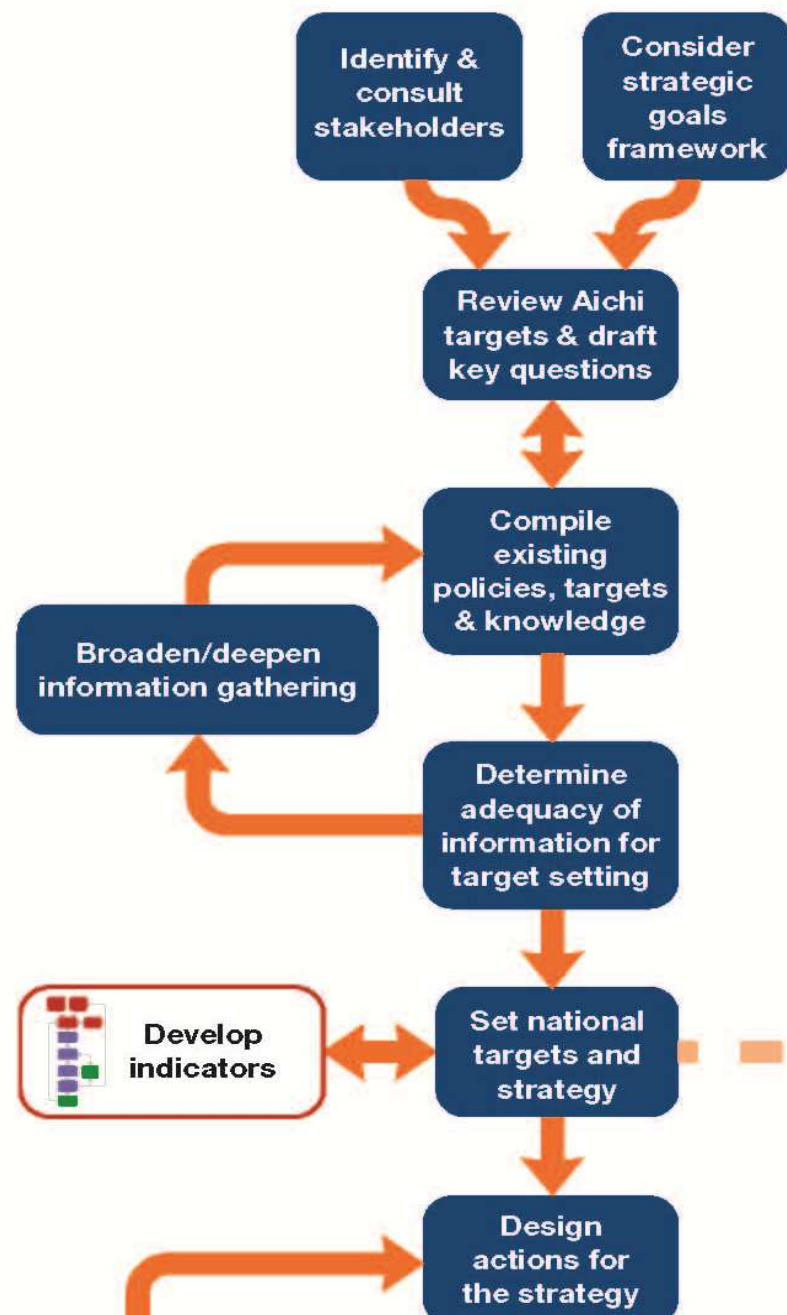 Identify &
consult
stakeholders
Consider
strategic
goals
framework
Review Aichi
targets & draft
key questions
Compile
existing
policies, targets
& knowledge
Broaden/deepen
information gathering
Determine
adequacy of
information for
target setting
Develop
indicators
Set national
targets and
strategy
Design
actions for
the strategy